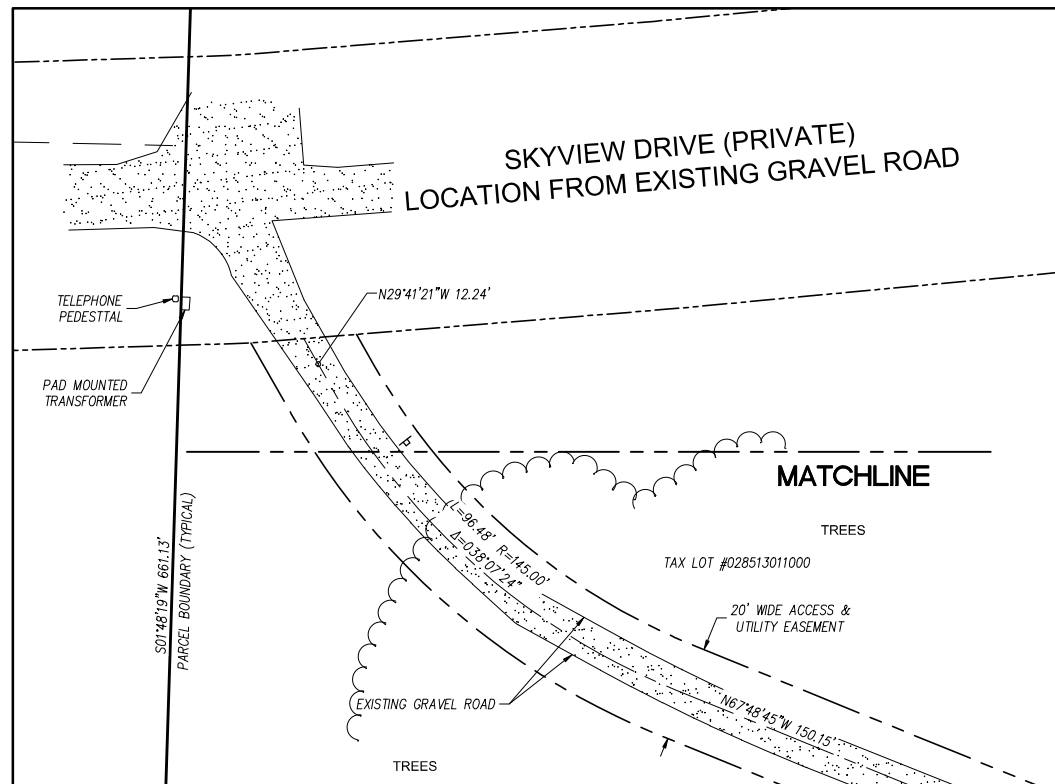 SKYVIEW DRIVE (PRIVATE)
LOCATION FROM EXISTING GRAVEL ROAD
N29°41'21"W 12.24'
TELEPHONE
PEDESTTAL
PAD MOUNTED
TRANSFORMER
MATCHLINE
TREES
TAX LOT #028513011000
L=96.48' R=145.00'
Δ=038°07'24"
20' WIDE ACCESS &
UTILITY EASEMENT
S01°48'19"W 661.13'
PARCEL BOUNDARY (TYPICAL)
EXISTING GRAVEL ROAD
N67°48'45"W 150.15'
TREES